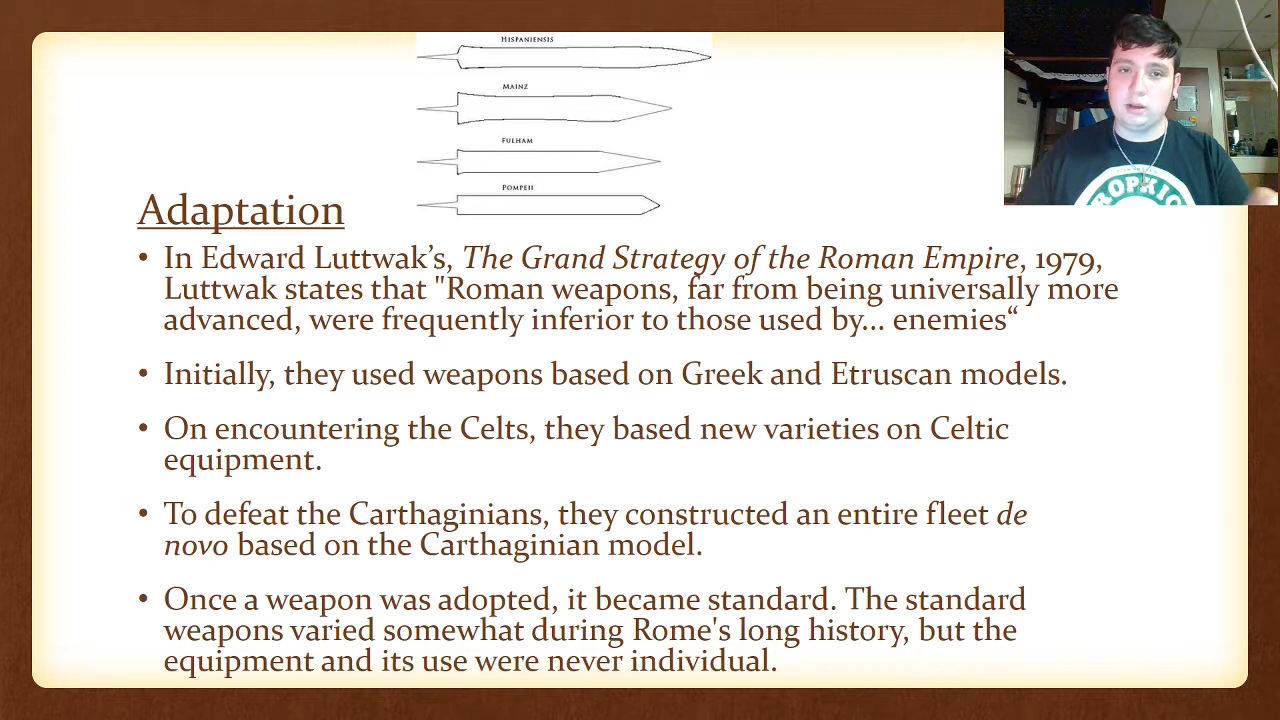 HISPANIENSIS
MAINZ
FULHAM
POMPEII
Adaptation
• In Edward Luttwak’s, The Grand Strategy of the Roman Empire, 1979,
Luttwak states that "Roman weapons, far from being universally more
advanced, were frequently inferior to those used by... enemies“
• Initially, they used weapons based on Greek and Etruscan models.
• On encountering the Celts, they based new varieties on Celtic
equipment.
• To defeat the Carthaginians, they constructed an entire fleet de
novo based on the Carthaginian model.
• Once a weapon was adopted, it became standard. The standard
weapons varied somewhat during Rome's long history, but the
equipment and its use were never individual.